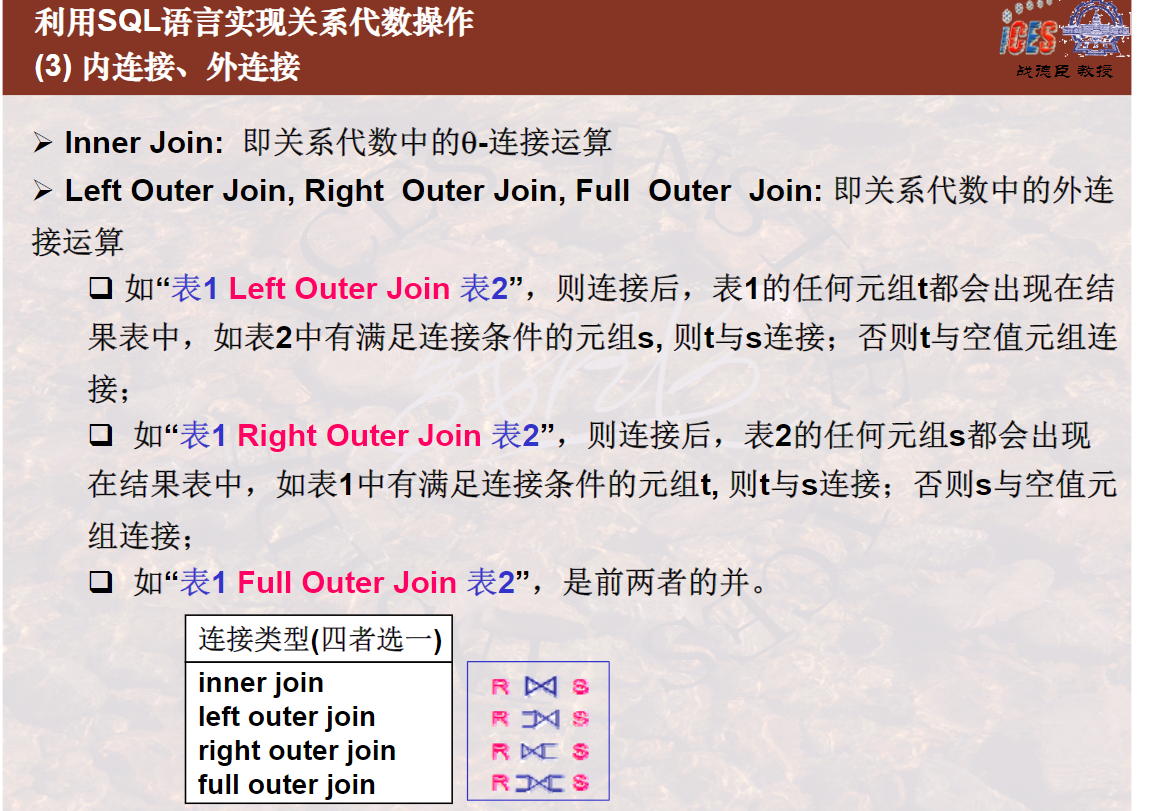 利用SQL语言实现关系代数操作
(3) 内连接、外连接
iCES
战德臣 教授
➢ Inner Join: 即关系代数中的θ-连接运算
➢ Left Outer Join, Right Outer Join, Full Outer Join: 即关系代数中的外连
接运算
❑ 如“表1 Left Outer Join 表2”，则连接后，表1的任何元组t都会出现在结
果表中，如表2中有满足连接条件的元组s, 则t与s连接；否则t与空值元组连
接；
❑ 如“表1 Right Outer Join 表2”，则连接后，表2的任何元组s都会出现
在结果表中，如表1中有满足连接条件的元组t, 则t与s连接；否则s与空值元
组连接；
❑ 如“表1 Full Outer Join 表2”，是前两者的并。
连接类型(四者选一)
inner join
left outer join
right outer join
full outer join
R ⋈ S
R ⟕ S
R ⟖ S
R ⟗ S